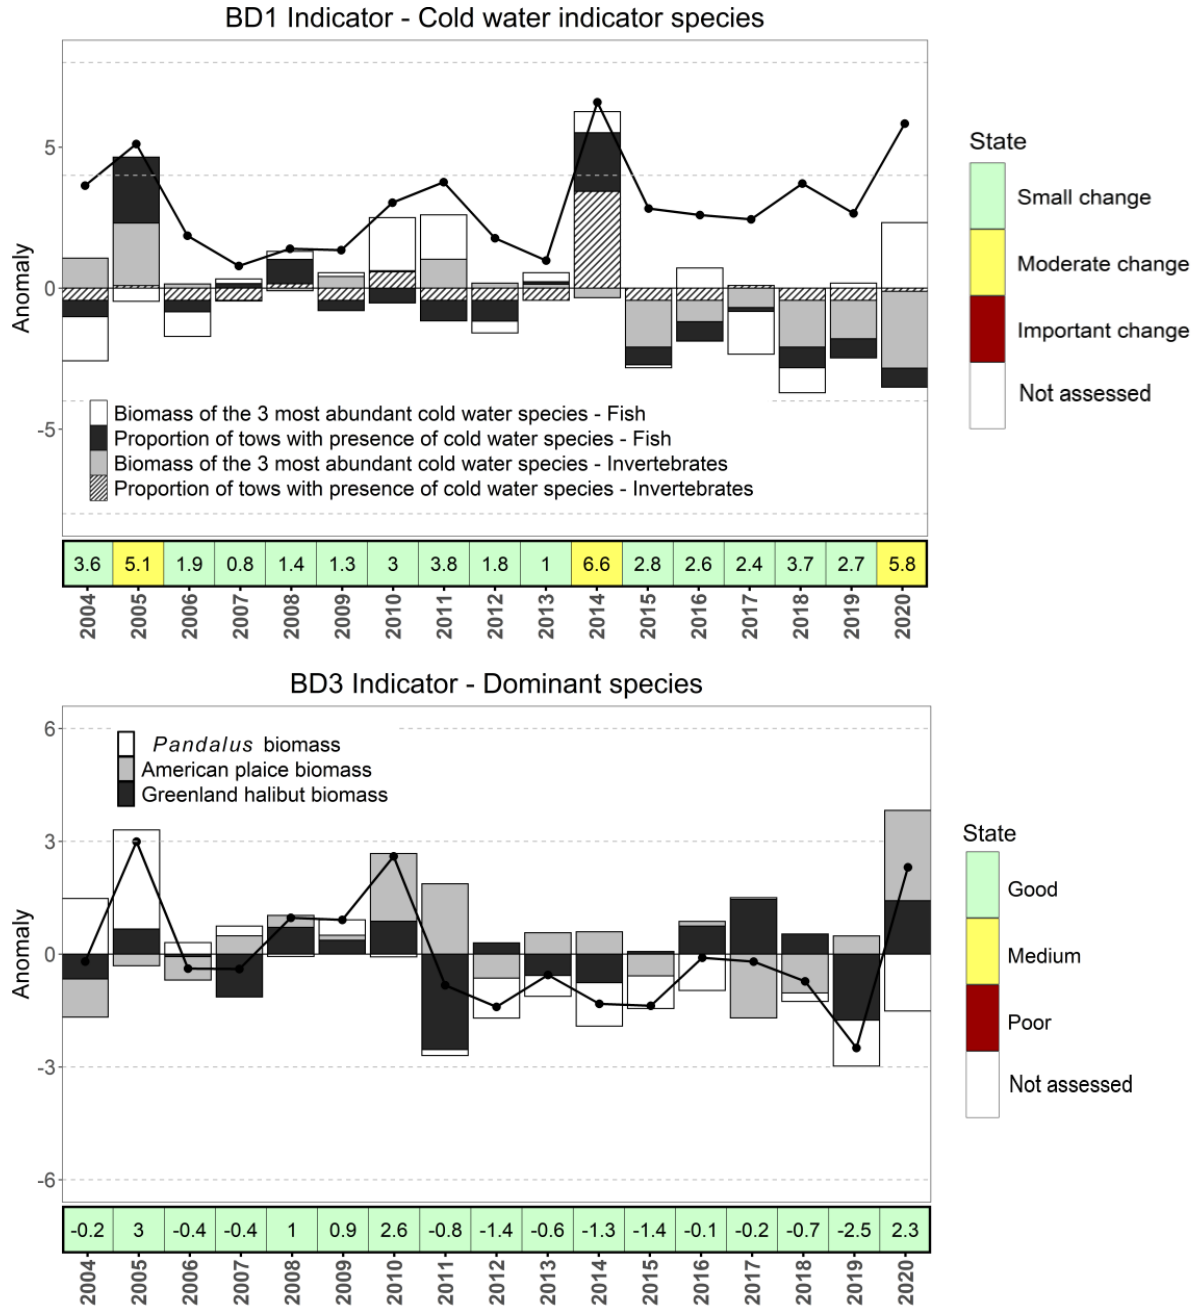 BD1 Indicator - Cold water indicator species
Anomaly
5
0
-5
Biomass of the 3 most abundant cold water species - Fish
Proportion of tows with presence of cold water species - Fish
Biomass of the 3 most abundant cold water species - Invertebrates
Proportion of tows with presence of cold water species - Invertebrates
State
Small change
Moderate change
Important change
Not assessed
3.6 5.1 1.9 0.8 1.4 1.3 3 3.8 1.8 1 6.6 2.8 2.6 2.4 3.7 2.7 5.8
2004 2005 2006 2007 2008 2009 2010 2011 2012 2013 2014 2015 2016 2017 2018 2019 2020
BD3 Indicator - Dominant species
Anomaly
6
3
0
-3
-6
Pandalus biomass
American plaice biomass
Greenland halibut biomass
State
Good
Medium
Poor
Not assessed
-0.2 3 -0.4 -0.4 1 0.9 2.6 -0.8 -1.4 -0.6 -1.3 -1.4 -0.1 -0.2 -0.7 -2.5 2.3
2004 2005 2006 2007 2008 2009 2010 2011 2012 2013 2014 2015 2016 2017 2018 2019 2020